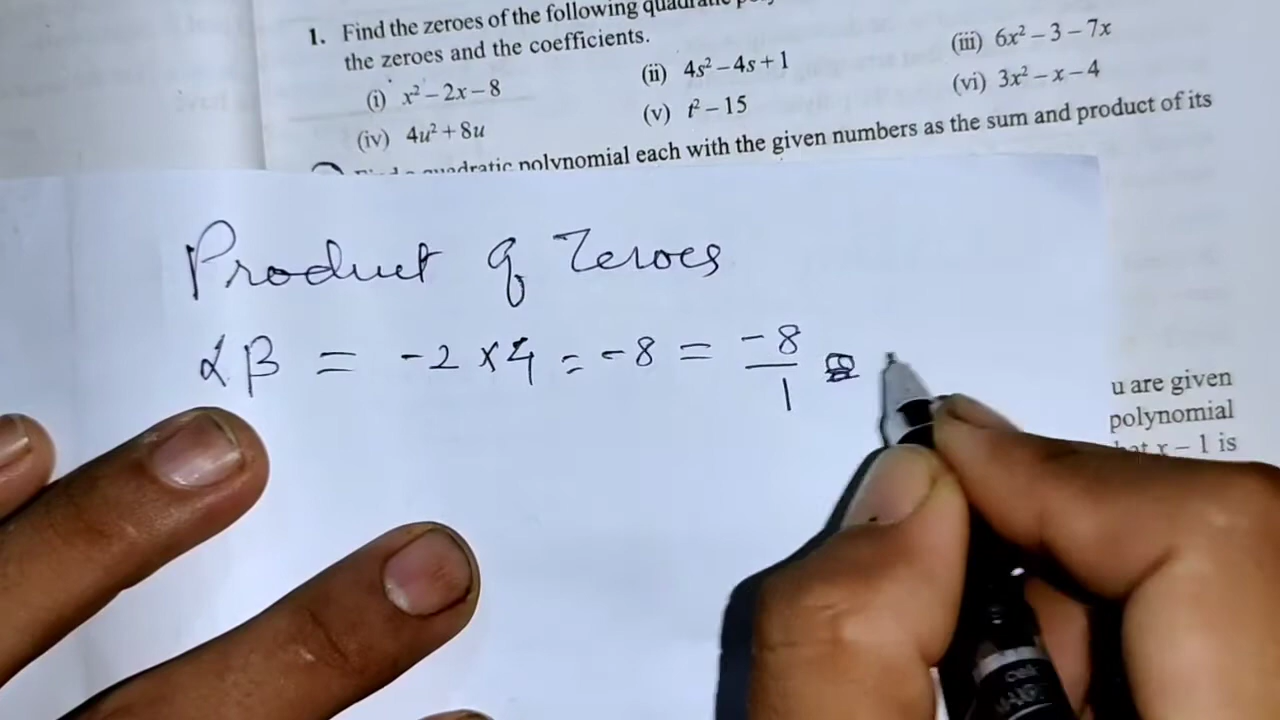 1. Find the zeroes of the following quadratic
the zeroes and the coefficients.
(i) x² – 2x – 8 (ii) 4s² – 4s + 1 (iii) 6x² – 3 – 7x
(iv) 4u² + 8u (v) t² – 15 (vi) 3x² – x – 4
quadratic polynomial each with the given numbers as the sum and product of its
Product of Zeroes
αβ = -2 × 4 = -8 = -8/1
u are given
polynomial
x – 1 is